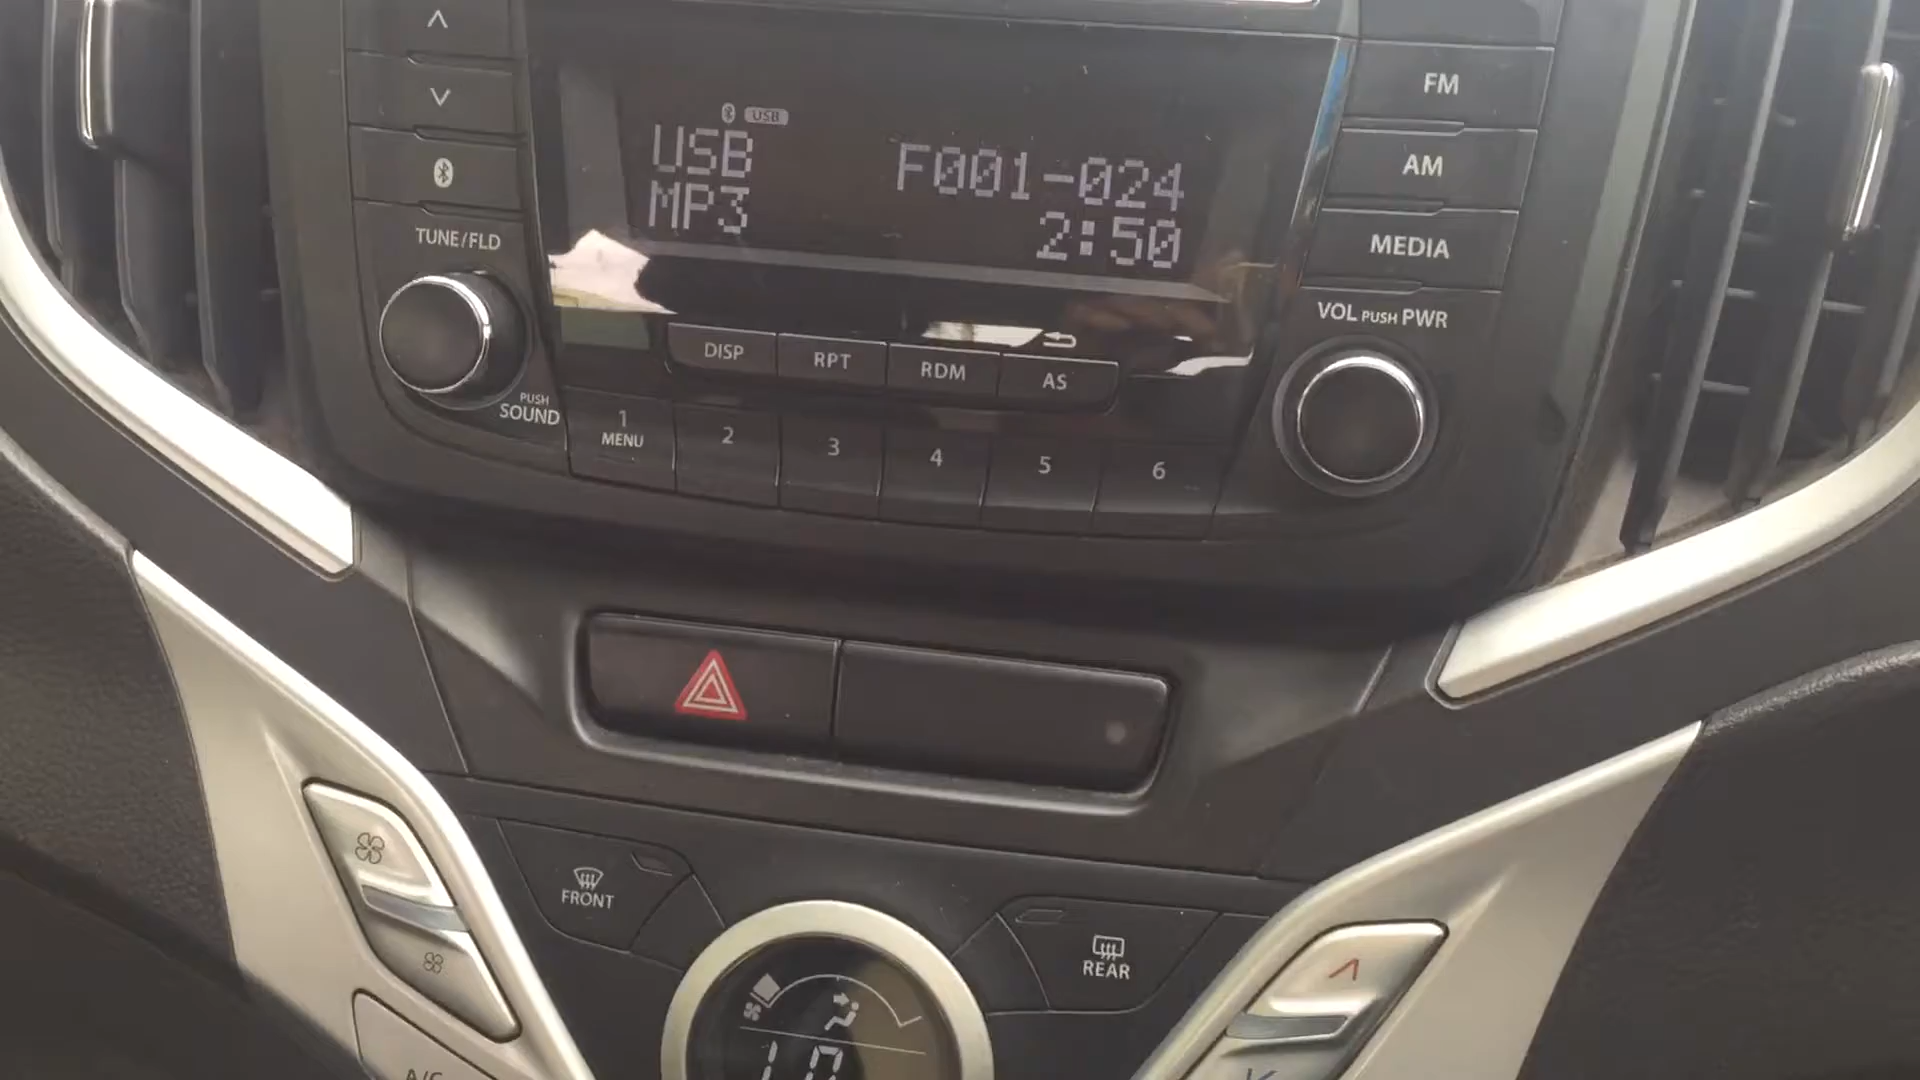 FM
USB
USB F001-024
MP3 2:50
AM
MEDIA
TUNE/FLD
VOL PUSH PWR
DISP RPT RDM AS
PUSH
SOUND
1 2 3 4 5 6
MENU
FRONT
REAR
A/C